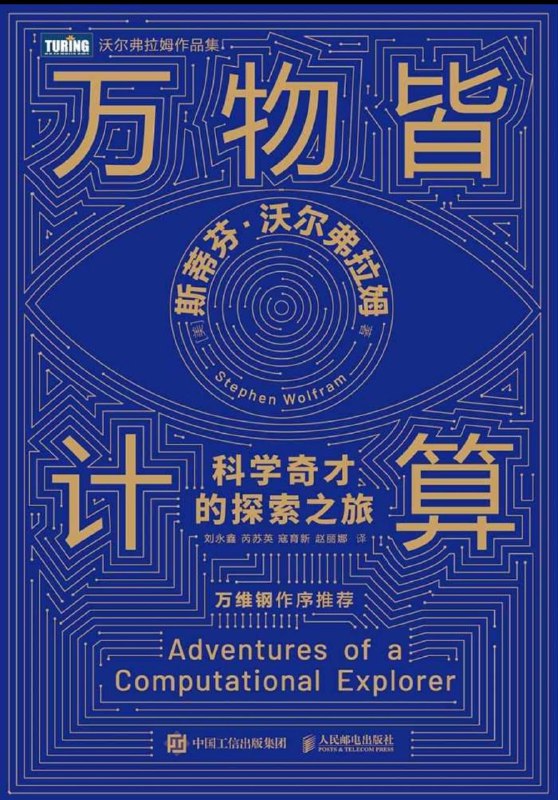 TURING 沃尔弗拉姆作品集
万物皆
斯蒂芬·沃尔弗拉姆
[美] 著
Stephen Wolfram
计算
科学奇才
的探索之旅
刘永鑫 芮苏英 寇育新 赵丽娜 译
万维钢作序推荐
Adventures of a
Computational Explorer
中国工信出版集团 人民邮电出版社
POSTS & TELECOM PRESS